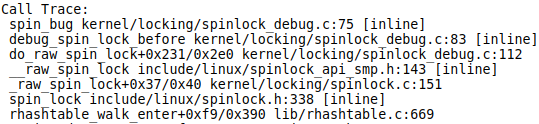 Call Trace:
spin_bug kernel/locking/spinlock_debug.c:75 [inline]
debug_spin_lock_before kernel/locking/spinlock_debug.c:83 [inline]
do_raw_spin_lock+0x231/0x2e0 kernel/locking/spinlock_debug.c:112
__raw_spin_lock include/linux/spinlock_api_smp.h:143 [inline]
_raw_spin_lock+0x37/0x40 kernel/locking/spinlock.c:151
spin_lock include/linux/spinlock.h:338 [inline]
rhashtable_walk_enter+0xf9/0x390 lib/rhashtable.c:669